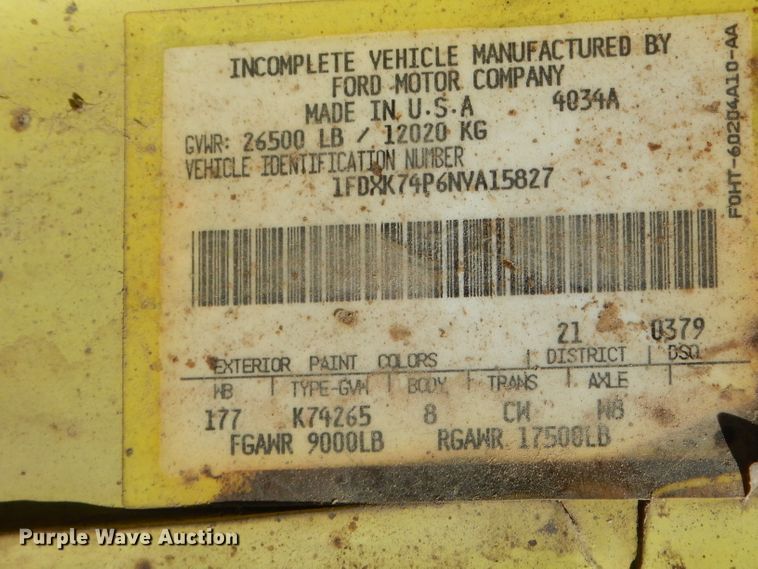 INCOMPLETE VEHICLE MANUFACTURED BY
FORD MOTOR COMPANY
MADE IN U.S.A 4034A
GVWR: 26500 LB / 12020 KG
VEHICLE IDENTIFICATION NUMBER
1FDXK74P6NVA15827
F0HT-60204A10-AA
21 0379
EXTERIOR PAINT COLORS | DISTRICT | DSO
WB | TYPE-GVW | BODY | TRANS | AXLE
177 K74265 8 CW W8
FGAWR 9000LB RGAWR 17500LB
Purple Wave Auction